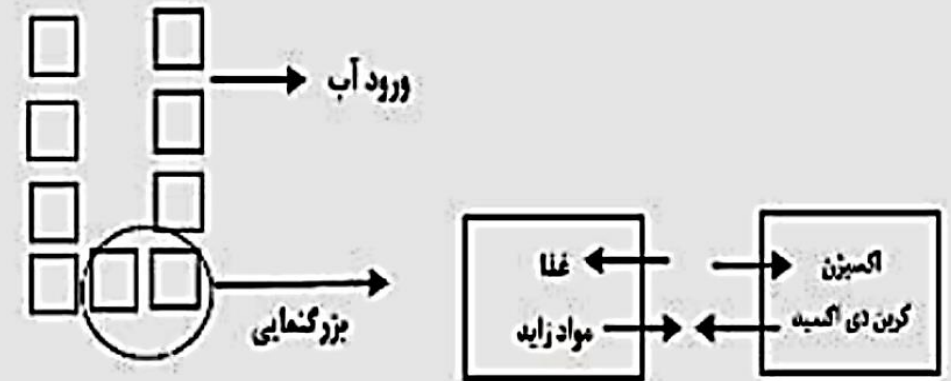 ورود آب
بزرگنمایی
اکسیژن
کربن دی اکسید
غذا
مواد زاید